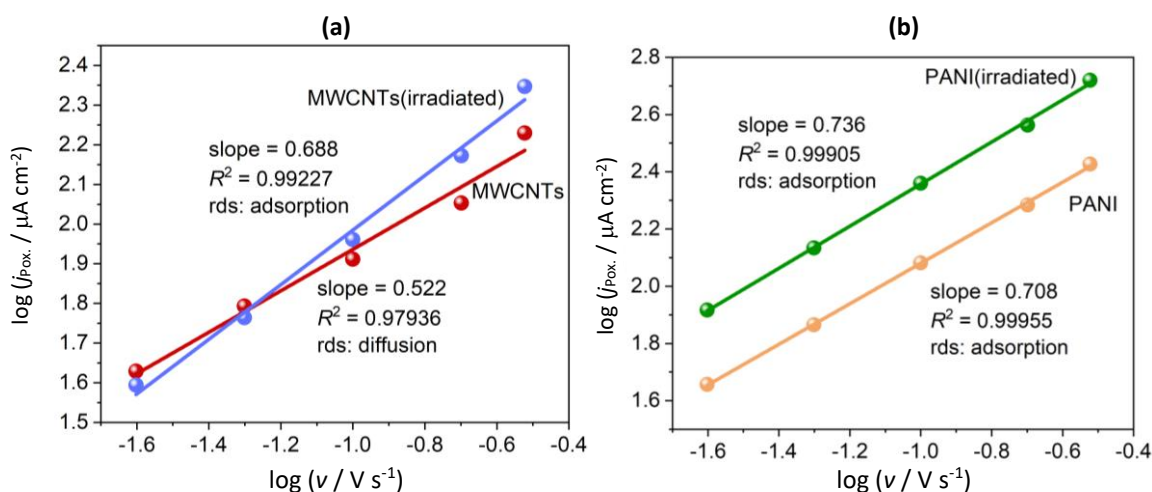 (a)
log (jPox. / μA cm-2)
2.4
2.3
2.2
2.1
2.0
1.9
1.8
1.7
1.6
1.5
MWCNTs(irradiated)
slope = 0.688
R2 = 0.99227
rds: adsorption
MWCNTs
slope = 0.522
R2 = 0.97936
rds: diffusion
-1.6 -1.4 -1.2 -1.0 -0.8 -0.6 -0.4
log (v / V s-1)
(b)
log (jPox. / μA cm-2)
2.8
2.6
2.4
2.2
2.0
1.8
1.6
PANI(irradiated)
slope = 0.736
R2 = 0.99905
rds: adsorption
PANI
slope = 0.708
R2 = 0.99955
rds: adsorption
-1.6 -1.4 -1.2 -1.0 -0.8 -0.6 -0.4
log (v / V s-1)